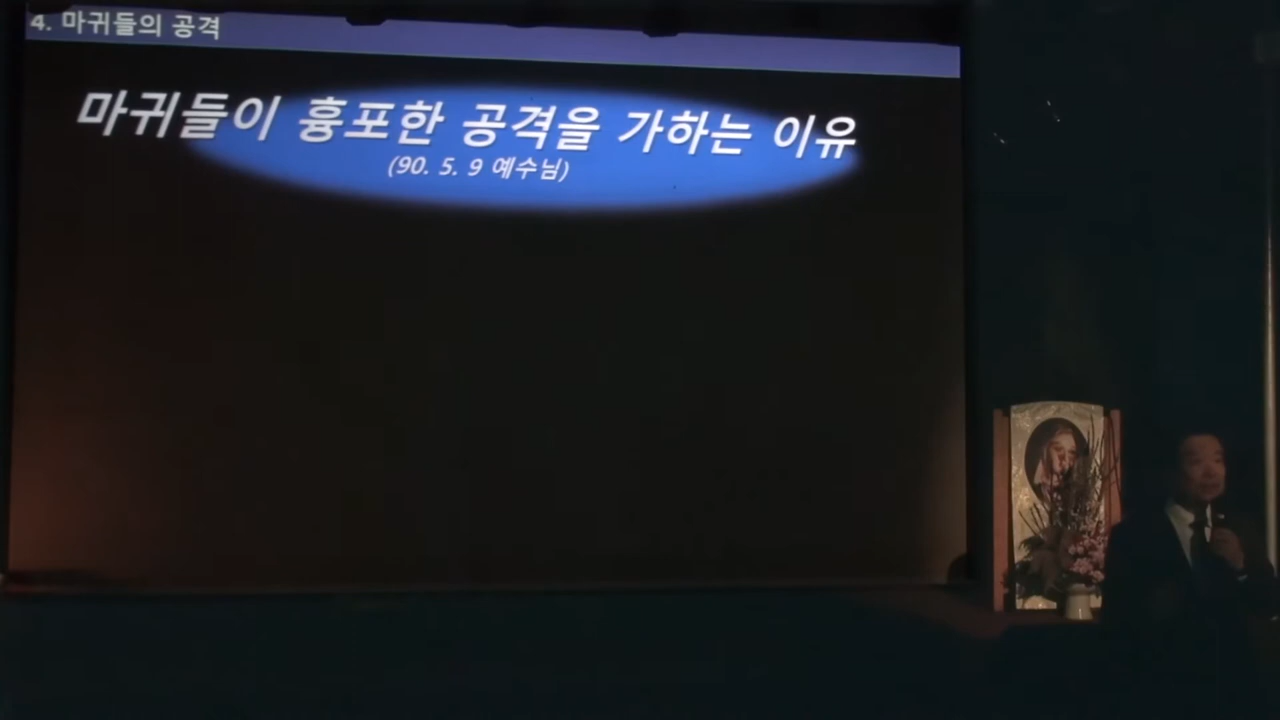 4. 마귀들의 공격
마귀들이 흉포한 공격을 가하는 이유
(90. 5. 9 예수님)